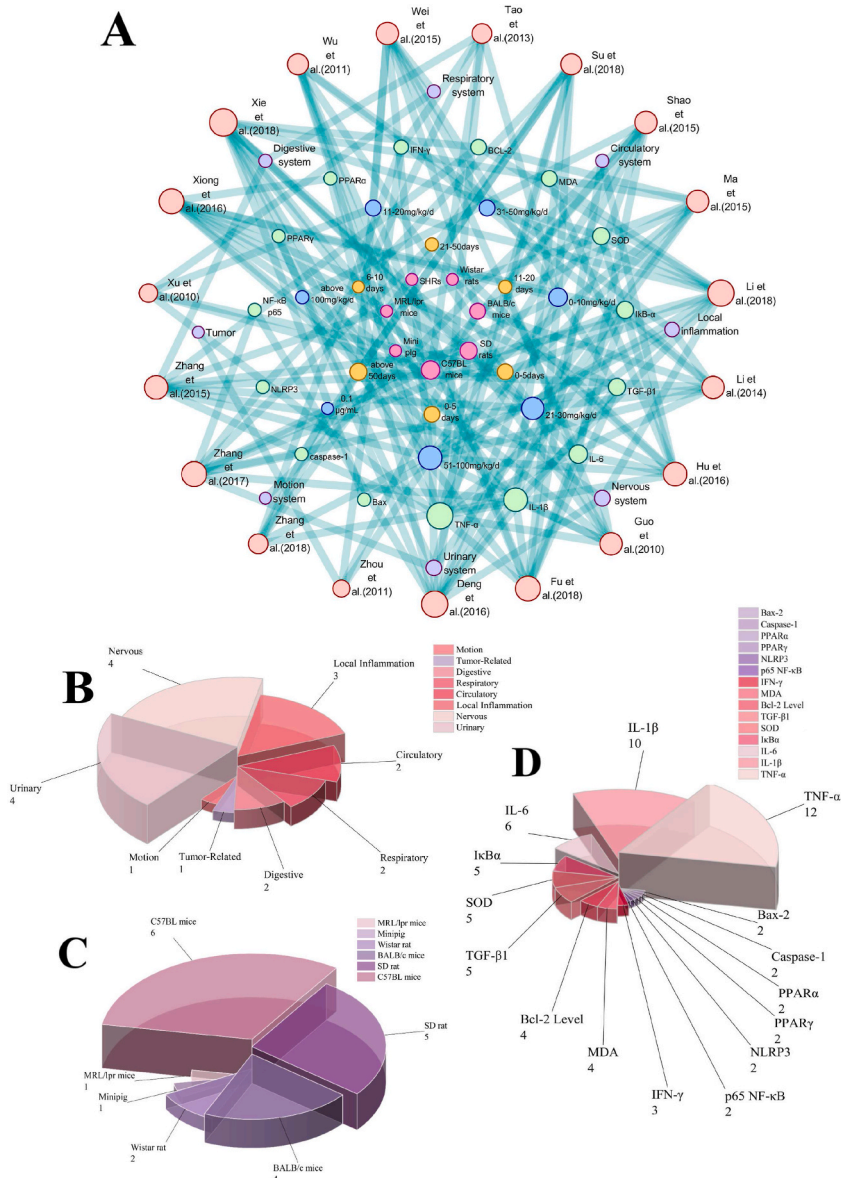 A
Wei
et
al.(2015)
Tao
et
al.(2013)
Wu
et
al.(2011)
Su
et
al.(2018)
Xie
et
al.(2018)
Respiratory
system
Shao
et
al.(2015)
Digestive
system
IFN-γ
BCL-2
Circulatory
system
Xiong
et
al.(2016)
PPARα
MDA
Ma
et
al.(2015)
11-20mg/kg/d
31-50mg/kg/d
PPARγ
21-50days
SOD
Xu et
al.(2010)
6-10
days
SHRs
Wistar
rats
11-20
days
Li et
al.(2018)
NF-κB
p65
above
100mg/kg/d
MRL/lpr
mice
BALB/c
mice
0-10mg/kg/d
IkB-α
Local
inflammation
Tumor
Mini
pig
SD
rats
Zhang
et
al.(2015)
above
50days
C57BL
mice
0-5days
Li et
al.(2014)
NLRP3
TGF-β1
0.1
μg/mL
0-5
days
21-30mg/kg/d
Zhang
et
al.(2017)
caspase-1
51-100mg/kg/d
IL-6
Hu et
al.(2016)
Motion
system
Bax
TNF-α
IL-1β
Nervous
system
Zhang
et
al.(2018)
Guo
et
al.(2010)
Zhou
et
al.(2011)
Urinary
system
Deng
et
al.(2016)
Fu et
al.(2018)
B
Nervous
4
Local Inflammation
3
Circulatory
2
Respiratory
2
Digestive
2
Tumor-Related
1
Motion
1
Urinary
4
Motion
Tumor-Related
Digestive
Respiratory
Circulatory
Local Inflammation
Nervous
Urinary
C
C57BL mice
6
SD rat
5
BALB/c mice
Wistar rat
2
Minipig
1
MRL/lpr mice
1
MRL/lpr mice
Minipig
Wistar rat
BALB/c mice
SD rat
C57BL mice
D
Bax-2
Caspase-1
PPARα
PPARγ
NLRP3
p65 NF-κB
IFN-γ
MDA
Bcl-2 Level
TGF-β1
SOD
IκBα
IL-6
IL-1β
TNF-α
IL-1β
10
TNF-α
12
IL-6
6
IκBα
5
SOD
5
TGF-β1
5
Bcl-2 Level
4
MDA
4
IFN-γ
3
p65 NF-κB
2
NLRP3
2
PPARγ
2
PPARα
2
Caspase-1
2
Bax-2
2